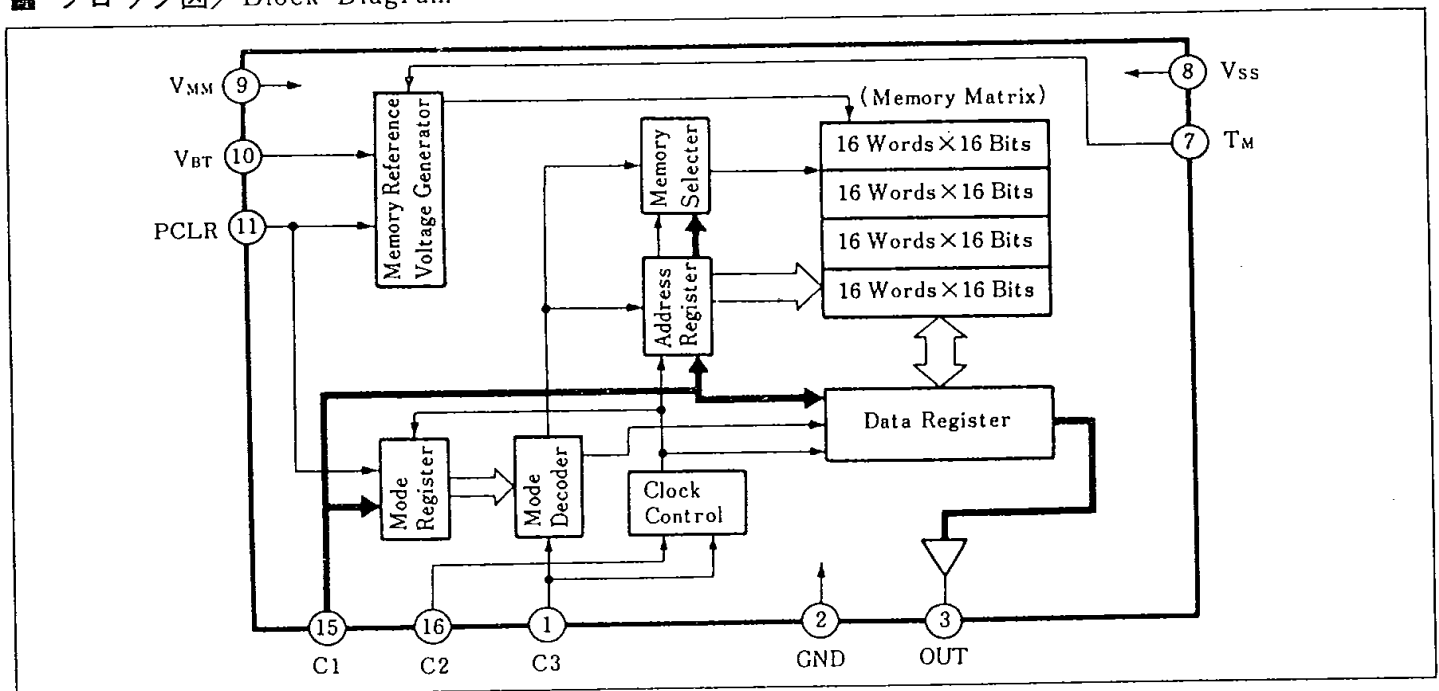 ブロック図/Block Diagram
V_MM
9
V_BT
10
PCLR
11
Memory Reference
Voltage Generator
Memory
Selecter
Address
Register
(Memory Matrix)
16 Words×16 Bits
16 Words×16 Bits
16 Words×16 Bits
16 Words×16 Bits
8
Vss
7
T_M
Mode
Register
Mode
Decoder
Clock
Control
Data Register
15
C1
16
C2
1
C3
2
GND
3
OUT